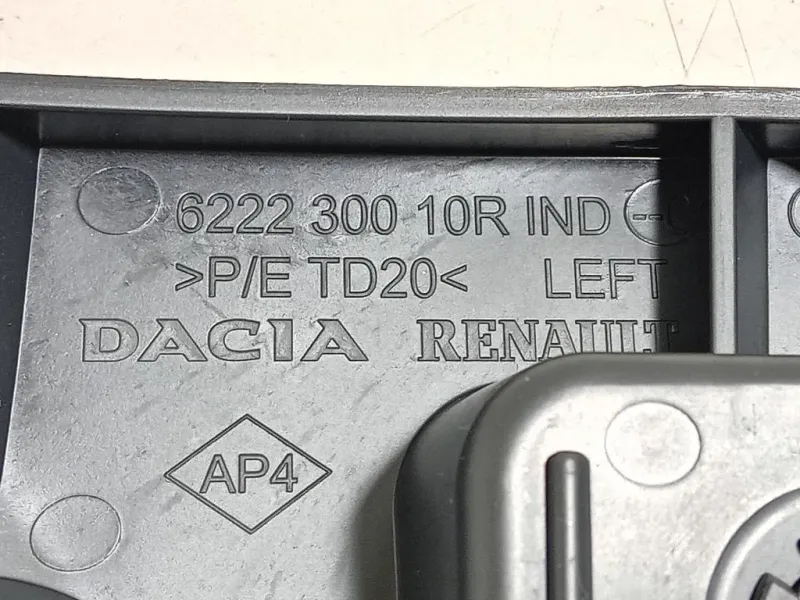 6222 300 10R IND --C
>P/E TD20< LEFT
DACIA RENAULT
AP4